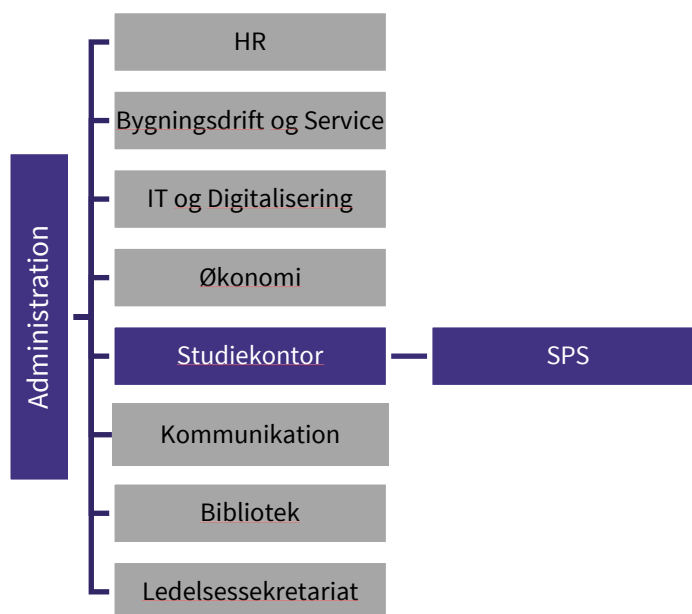 Administration
HR
Bygningsdrift og Service
IT og Digitalisering
Økonomi
Studiekontor
SPS
Kommunikation
Bibliotek
Ledelsessekretariat